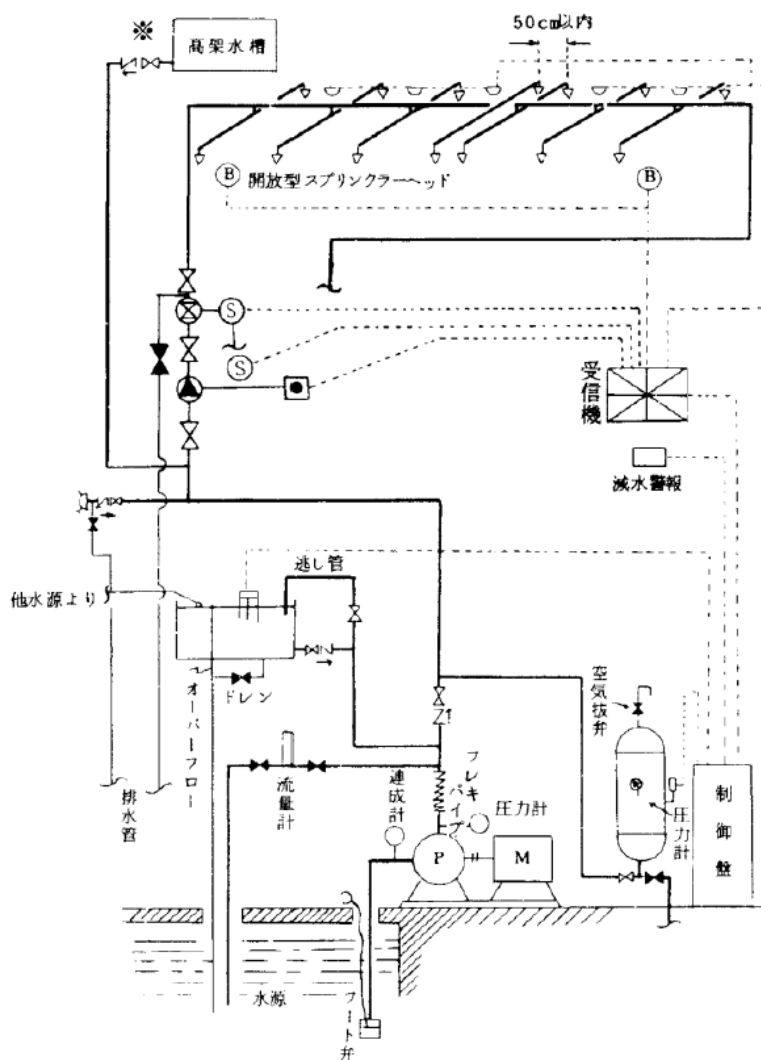 50cm以内
※
高架水槽
B
開放型スプリンクラーヘッド
B
S
S
受信機
減水警報
逃し管
他水源より
ドレン
オーバーフロー
空気抜弁
排水管
流量計
連成計
フレキパイプ
圧力計
P
M
圧力計
制御盤
水源
フート弁